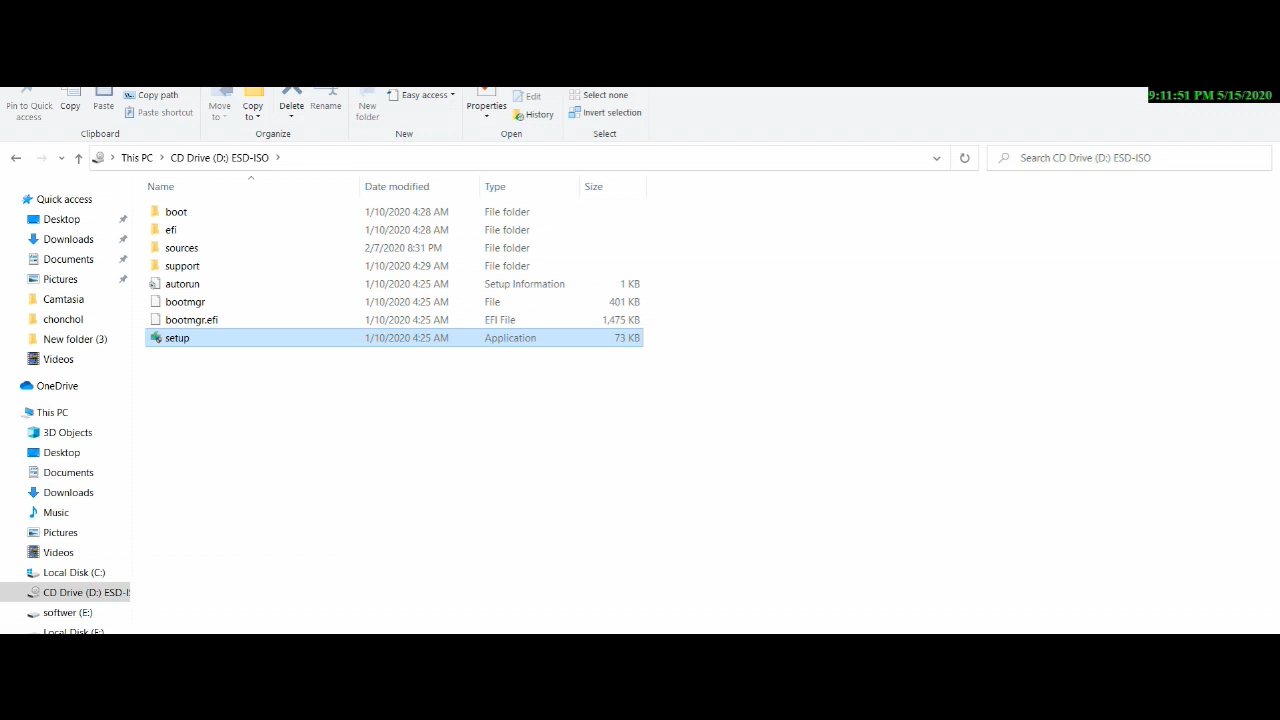 Copy path
Easy access
Edit
Select none
9:11:51 PM 5/15/2020
Pin to Quick access
Copy
Paste
Paste shortcut
Move to
Copy to
Delete
Rename
New folder
Properties
History
Invert selection
Clipboard
Organize
New
Open
Select
This PC
CD Drive (D:) ESD-ISO
Search CD Drive (D:) ESD-ISO
Name Date modified Type Size
boot 1/10/2020 4:28 AM File folder
efi 1/10/2020 4:28 AM File folder
sources 2/7/2020 8:31 PM File folder
support 1/10/2020 4:29 AM File folder
autorun 1/10/2020 4:25 AM Setup Information 1 KB
bootmgr 1/10/2020 4:25 AM File 401 KB
bootmgr.efi 1/10/2020 4:25 AM EFI File 1,475 KB
setup 1/10/2020 4:25 AM Application 73 KB
Quick access
Desktop
Downloads
Documents
Pictures
Camtasia
chonchol
New folder (3)
Videos
OneDrive
This PC
3D Objects
Desktop
Documents
Downloads
Music
Pictures
Videos
Local Disk (C:)
CD Drive (D:) ESD-I
softwer (E:)
Local Disk (F:)